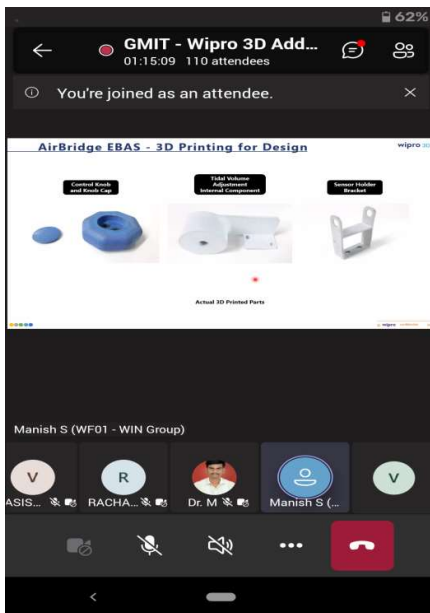 62%
GMIT - Wipro 3D Add...
01:15:09 110 attendees
You're joined as an attendee.
AirBridge EBAS - 3D Printing for Design
wipro 3D
Control Knob
and Knob Cap
Tidal Volume
Adjustment
Internal Component
Sensor Holder
Bracket
Actual 3D Printed Parts
wipro
Manish S (WF01 - WIN Group)
V
R
V
ASIS...
RACHA...
Dr. M
Manish S (...